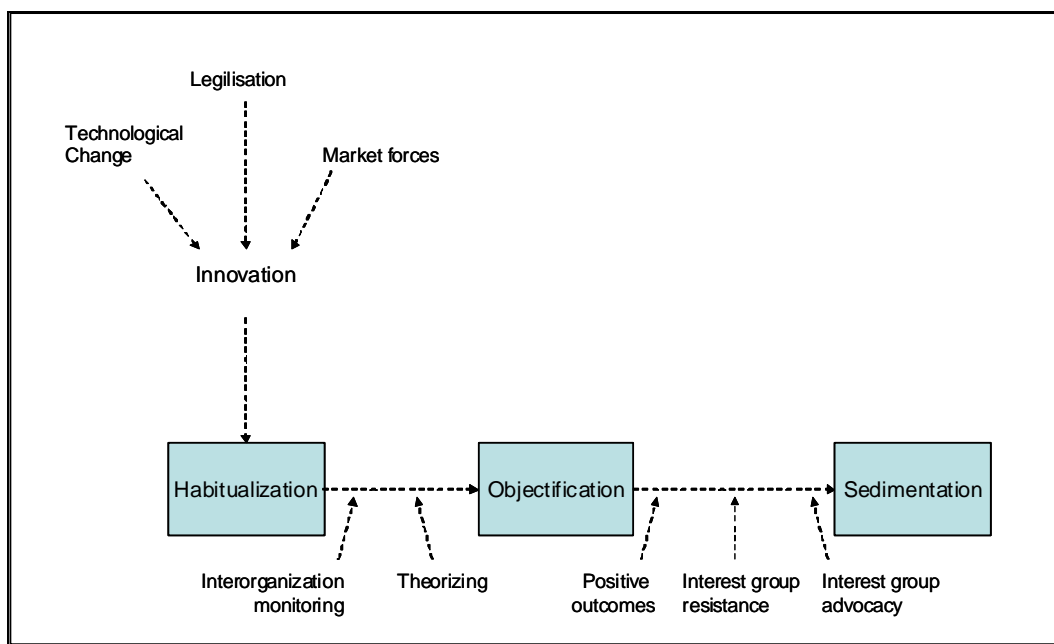 Legilisation
Technological
Change
Market forces
Innovation
Habitualization
Objectification
Sedimentation
Interorganization
monitoring
Theorizing
Positive
outcomes
Interest group
resistance
Interest group
advocacy